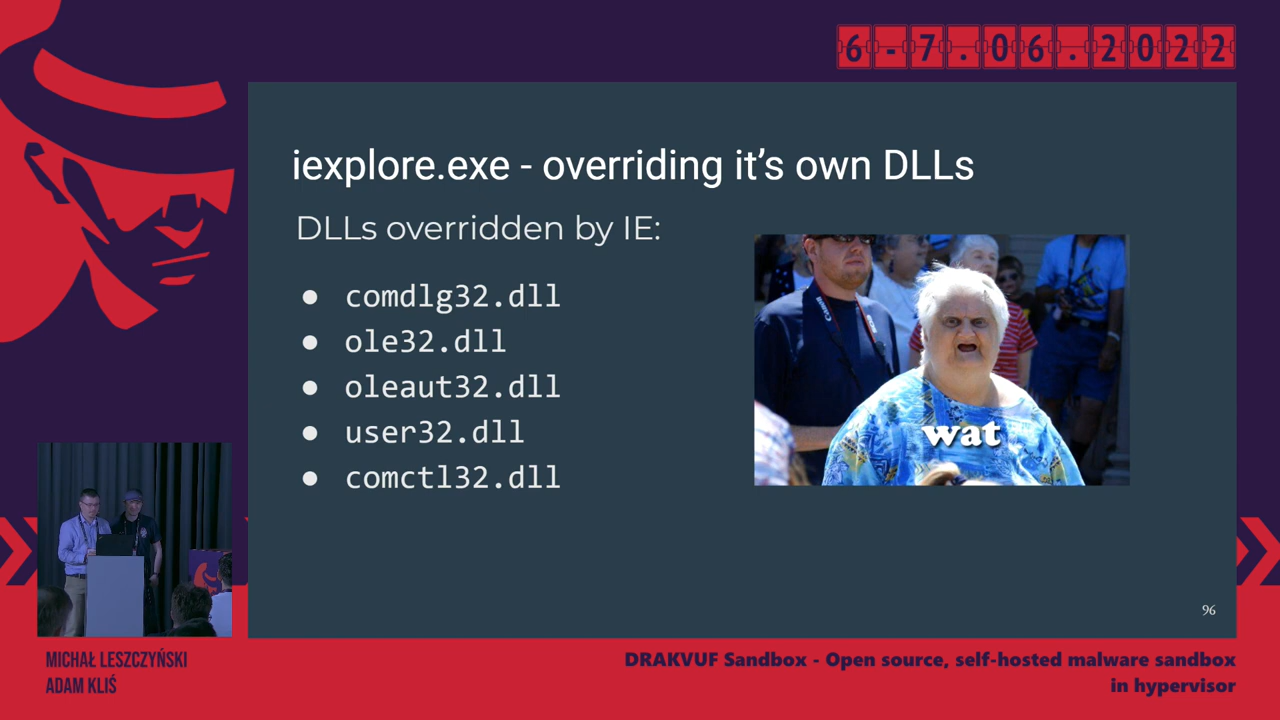 6-7.06.2022
iexplore.exe - overriding it’s own DLLs
DLLs overridden by IE:
● comdlg32.dll
● ole32.dll
● oleaut32.dll
● user32.dll
● comctl32.dll
wat
96
MICHAŁ LESZCZYŃSKI
ADAM KLIŚ
DRAKVUF Sandbox - Open source, self-hosted malware sandbox
in hypervisor